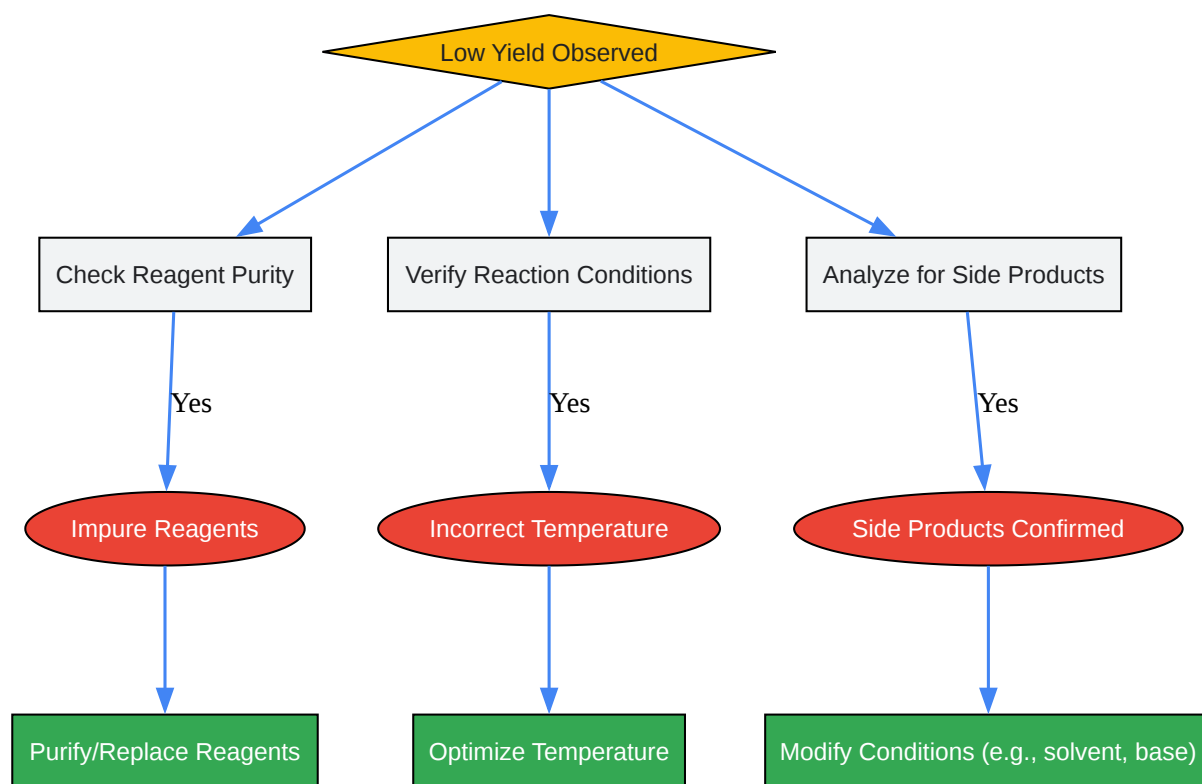 Low Yield Observed
Check Reagent Purity
Verify Reaction Conditions
Analyze for Side Products
Yes
Yes
Yes
Impure Reagents
Incorrect Temperature
Side Products Confirmed
Purify/Replace Reagents
Optimize Temperature
Modify Conditions (e.g., solvent, base)